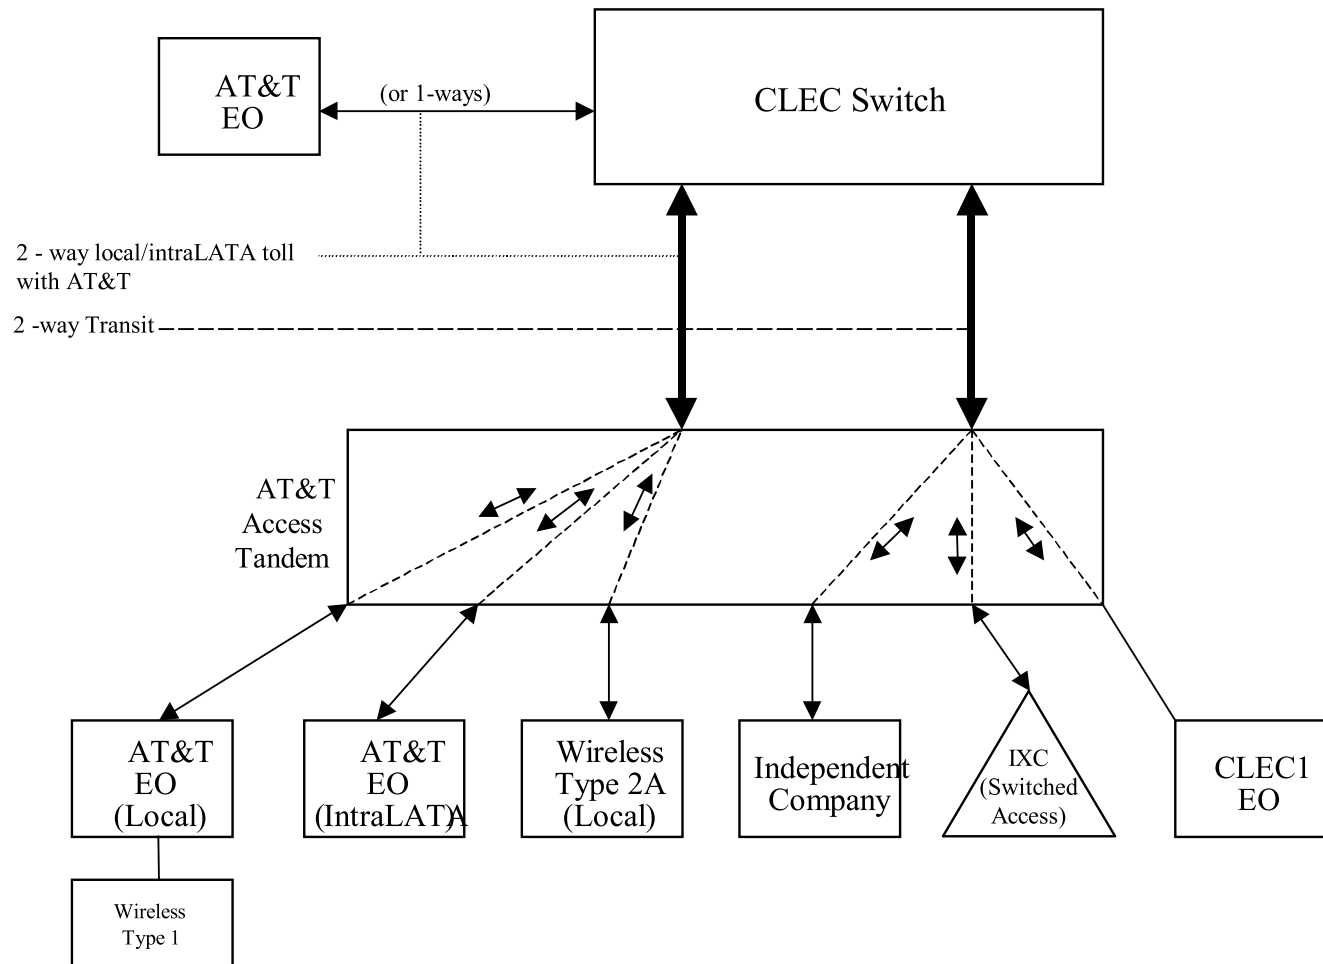 AT&T
EO
(or 1-ways)
CLEC Switch
2 - way local/intraLATA toll
with AT&T
2 -way Transit
AT&T
Access
Tandem
AT&T
EO
(Local)
AT&T
EO
(IntraLAT)A
Wireless
Type 2A
(Local)
Independent
Company
IXC
(Switched
Access)
CLEC1
EO
Wireless
Type 1